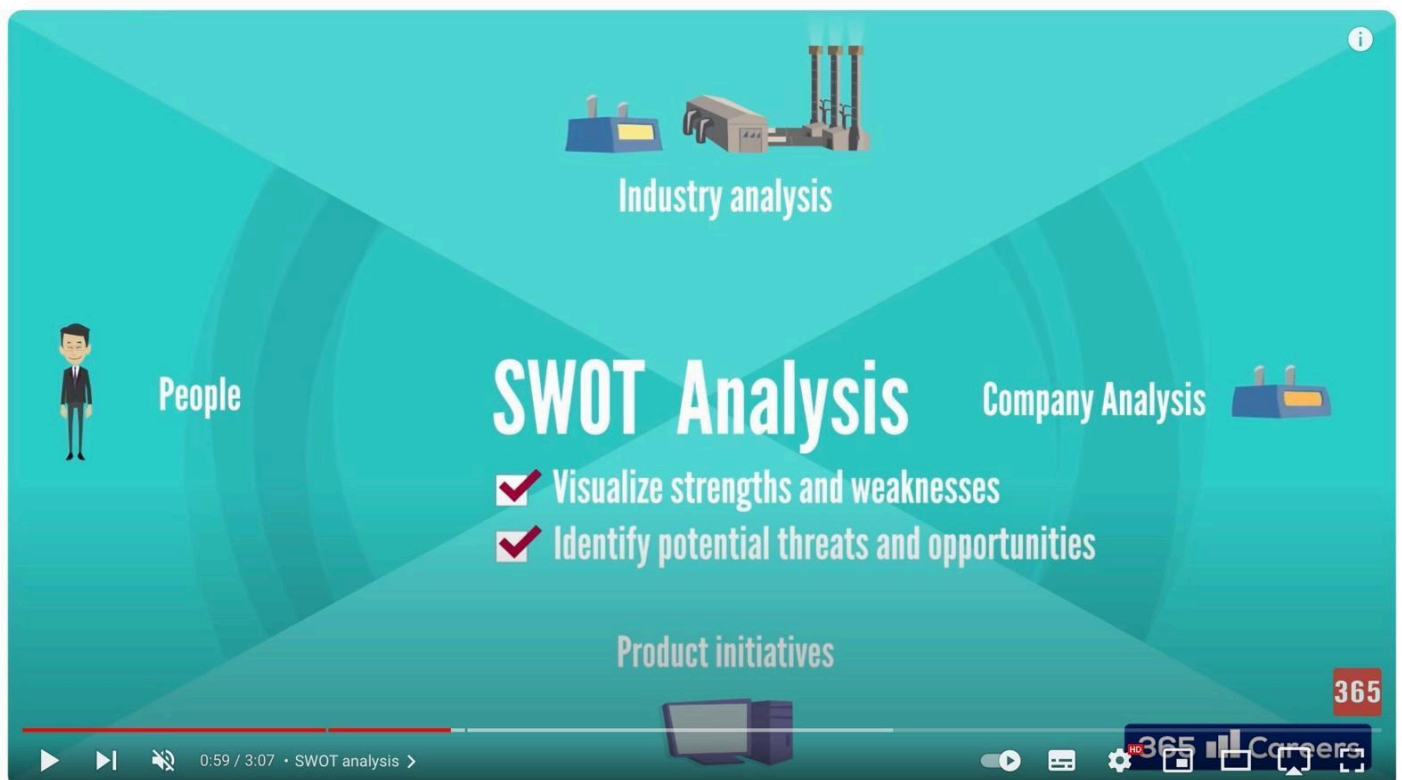 Industry analysis
People
SWOT Analysis
Company Analysis
Visualize strengths and weaknesses
Identify potential threats and opportunities
Product initiatives
365
365 Careers
0:59 / 3:07 • SWOT analysis
HD